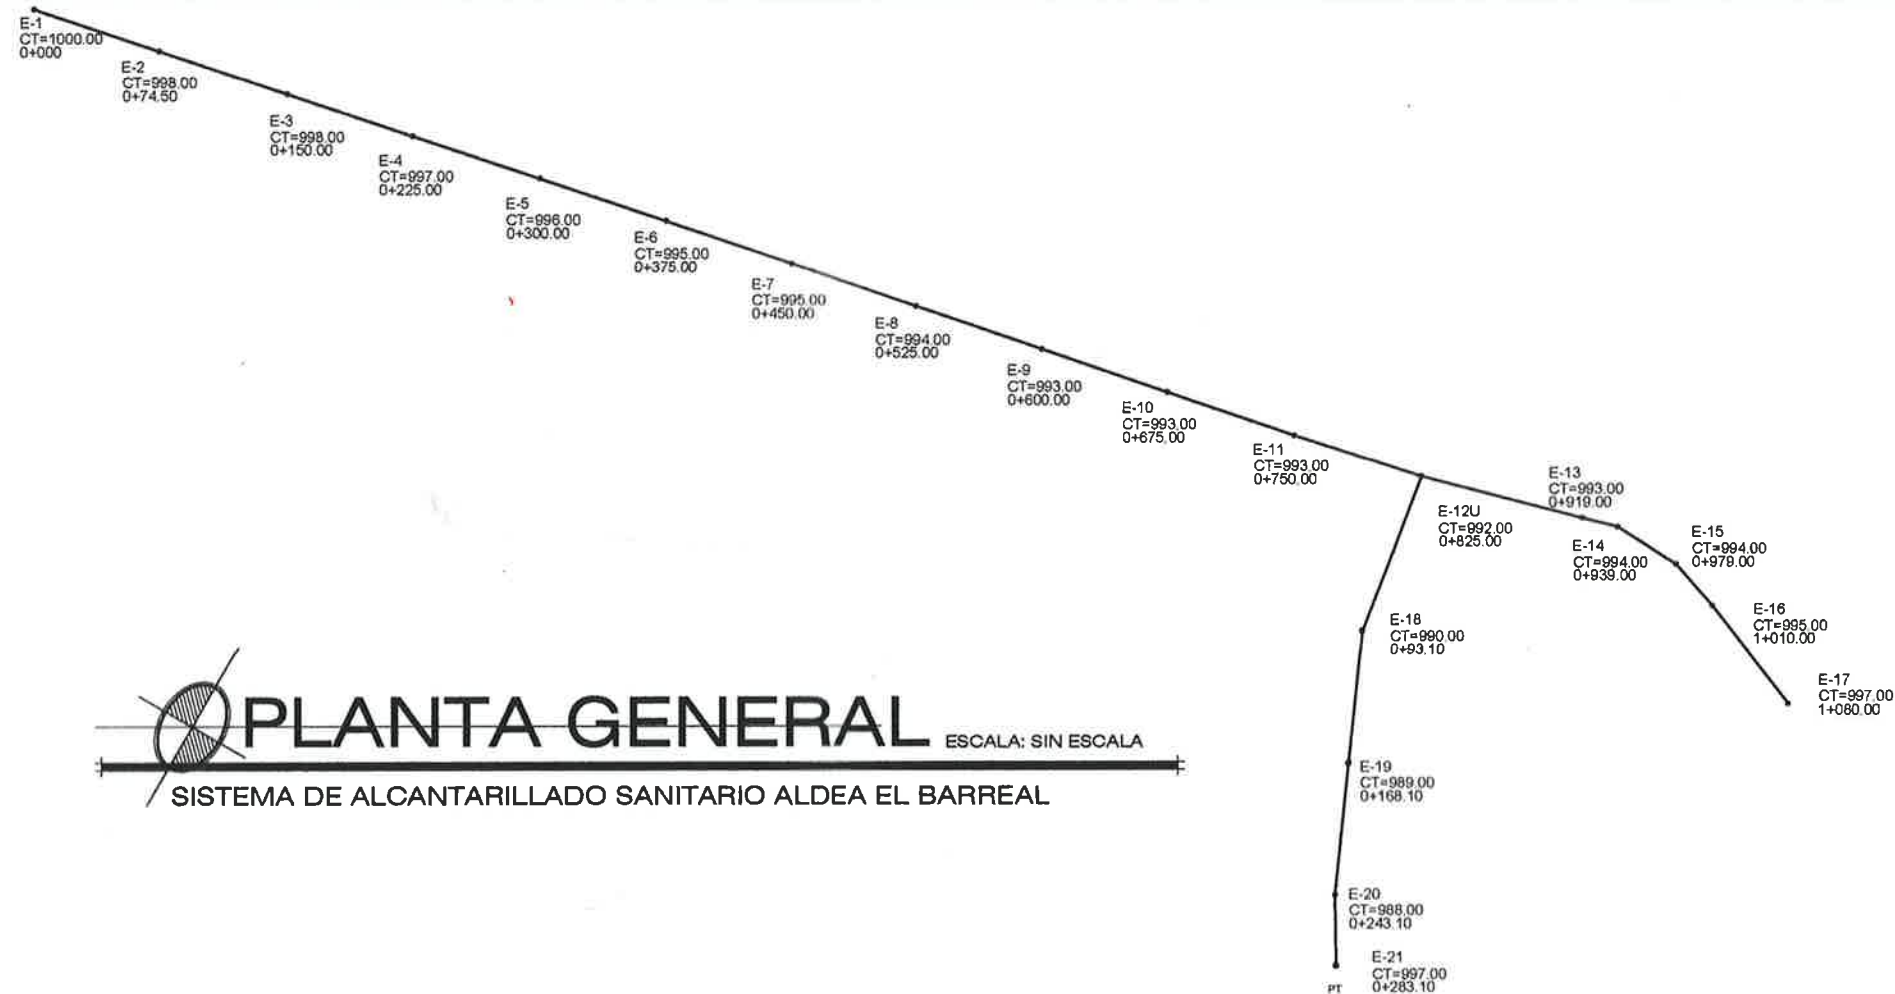 E-1
CT=1000.00
0+000
E-2
CT=998.00
0+74.50
E-3
CT=998.00
0+150.00
E-4
CT=997.00
0+225.00
E-5
CT=996.00
0+300.00
E-6
CT=995.00
0+375.00
E-7
CT=995.00
0+450.00
E-8
CT=994.00
0+525.00
E-9
CT=993.00
0+600.00
E-10
CT=993.00
0+675.00
E-11
CT=993.00
0+750.00
E-12U
CT=992.00
0+825.00
E-13
CT=993.00
0+919.00
E-14
CT=994.00
0+939.00
E-15
CT=994.00
0+979.00
E-16
CT=995.00
1+010.00
E-17
CT=997.00
1+080.00
E-18
CT=990.00
0+93.10
E-19
CT=989.00
0+168.10
E-20
CT=988.00
0+243.10
E-21
CT=997.00
0+283.10
PT
PLANTA GENERAL
ESCALA: SIN ESCALA
SISTEMA DE ALCANTARILLADO SANITARIO ALDEA EL BARREAL